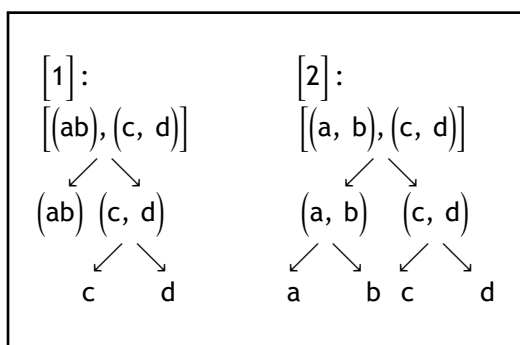 [1]:
[(ab), (c, d)]
(ab) (c, d)
c d
[2]:
[(a, b), (c, d)]
(a, b) (c, d)
a b c d